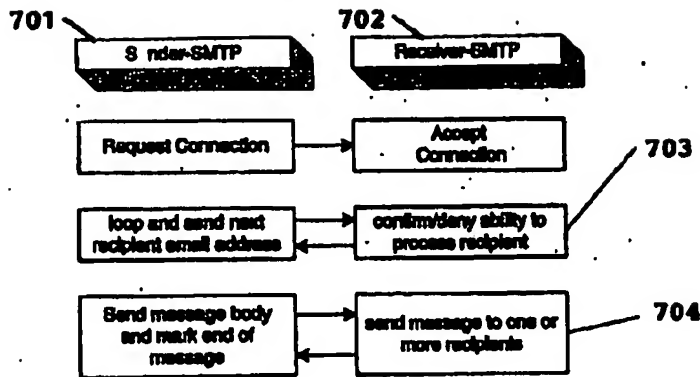 701
702
S nder-SMTP
Receiver-SMTP
Request Connection
Accept
Connection
703
loop and send next
recipient email address
confirm/deny ability to
process recipient
Send message body
and mark end of
message
send message to one or
more recipients
704